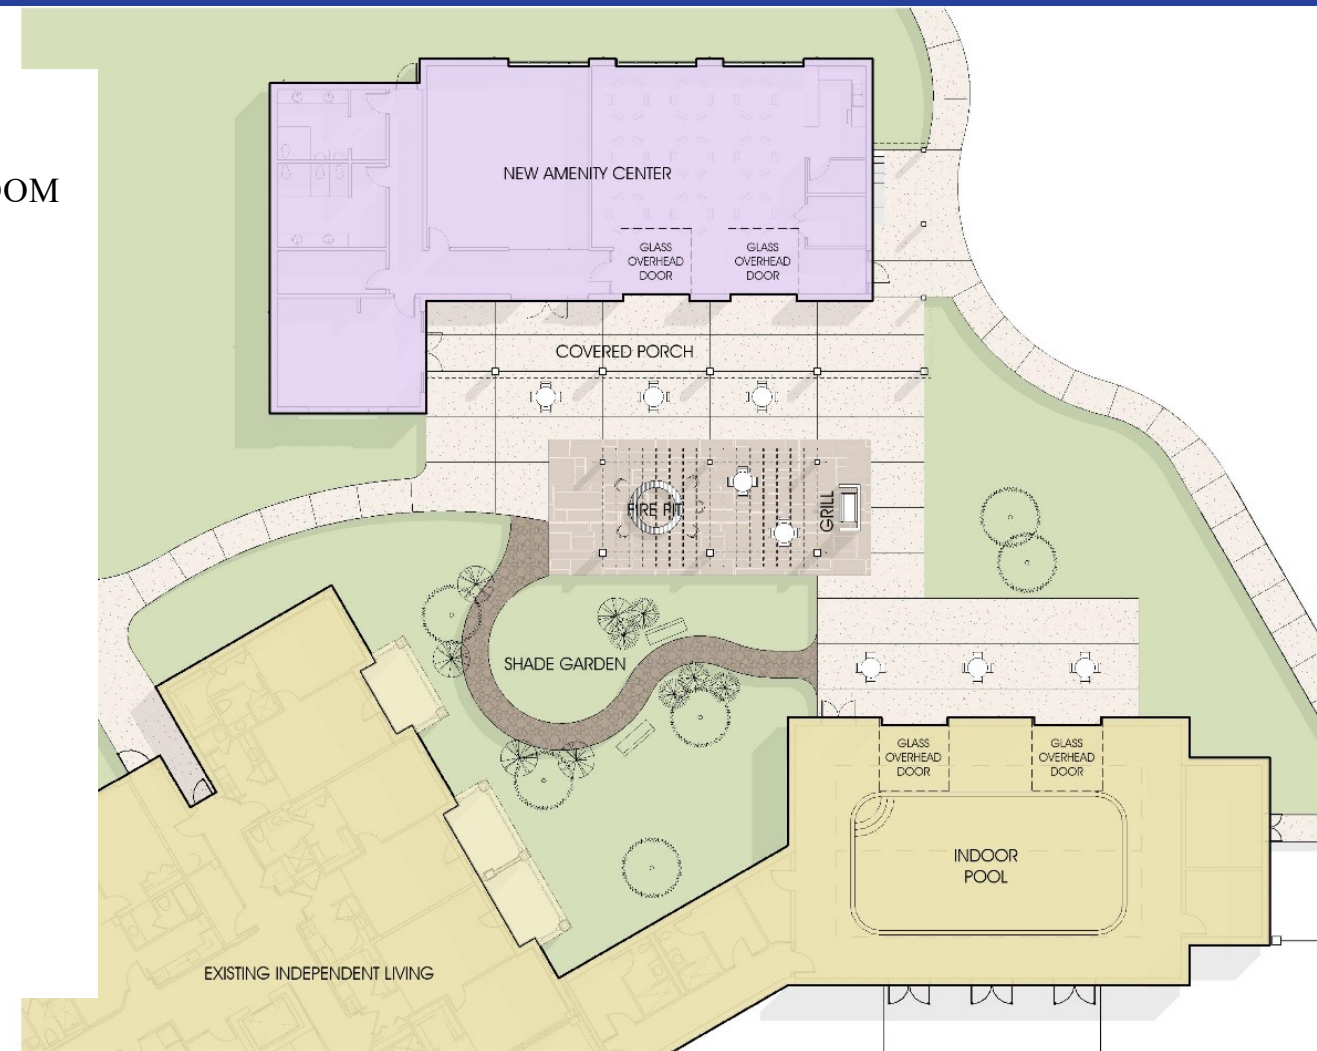 OOM
NEW AMENITY CENTER
GLASS
OVERHEAD
DOOR
GLASS
OVERHEAD
DOOR
COVERED PORCH
FIRE PIT
GRILL
SHADE GARDEN
GLASS
OVERHEAD
DOOR
GLASS
OVERHEAD
DOOR
INDOOR
POOL
EXISTING INDEPENDENT LIVING